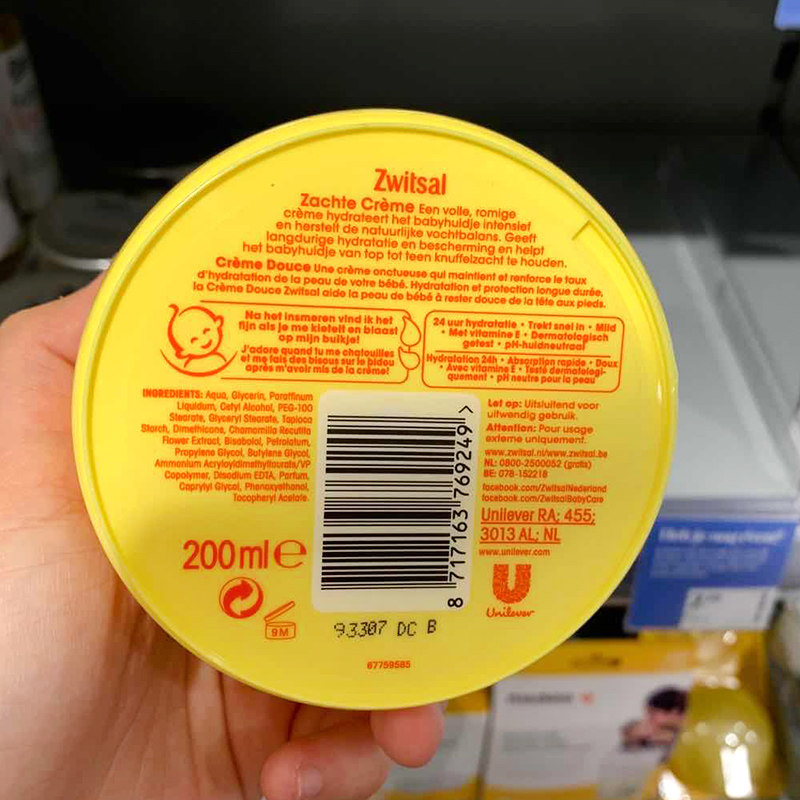 Zwitsal
Zachte Crème Een volle, romige
crème hydrateert het babyhuidje intensief
en herstelt de natuurlijke vochtbalans. Geeft
langdurige hydratatie en bescherming en helpt
het babyhuidje van top tot teen knuffelzacht te houden.
Crème Douce Une crème onctueuse qui maintient et renforce le taux
d'hydratation de la peau de votre bébé. Hydratation et protection longue durée,
la Crème Douce Zwitsal aide la peau de bébé à rester douce de la tête aux pieds.
Na het insmeren vind ik het
fijn als je me kietelt en blaast
op mijn buikje!
J'adore quand tu me chatouilles
et me fais des bisous sur le bidou
après m'avoir mis de la crème!
24 uur hydratatie • Trekt snel in • Mild
• Met vitamine E • Dermatologisch
getest • pH-huidneutraal
Hydratation 24h • Absorption rapide • Doux
• Avec vitamine E • Testé dermatologi-
quement • pH neutre pour la peau
INGREDIENTS: Aqua, Glycerin, Paraffinum
Liquidum, Cetyl Alcohol, PEG-100
Stearate, Glyceryl Stearate, Tapioca
Starch, Dimethicone, Chamomilla Recutita
Flower Extract, Bisabolol, Petrolatum,
Propylene Glycol, Butylene Glycol,
Ammonium Acryloyldimethyltaurate/VP
Copolymer, Disodium EDTA, Parfum,
Caprylyl Glycol, Phenoxyethanol,
Tocopheryl Acetate.
200 ml e
9M
8 717163 769249 >
Let op: Uitsluitend voor
uitwendig gebruik.
Attention: Pour usage
externe uniquement.
www.zwitsal.nl/www.zwitsal.be
NL: 0800-2500052 (gratis)
BE: 078-152218
facebook.com/ZwitsalNederland
facebook.com/ZwitsalBabyCare
Unilever RA; 455;
3013 AL; NL
www.unilever.com
Unilever
93307 DC B
67759585